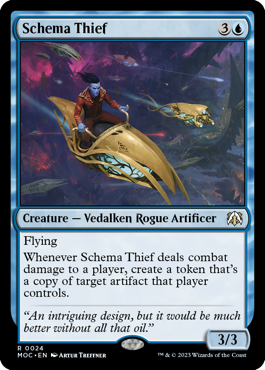 Schema Thief 3
Creature — Vedalken Rogue Artificer
Flying
Whenever Schema Thief deals combat
damage to a player, create a token that's
a copy of target artifact that player
controls.
"An intriguing design, but it would be much
better without all that oil."
3/3
R 0024
MOC • EN ARTUR TREFFNER
™ & © 2023 Wizards of the Coast